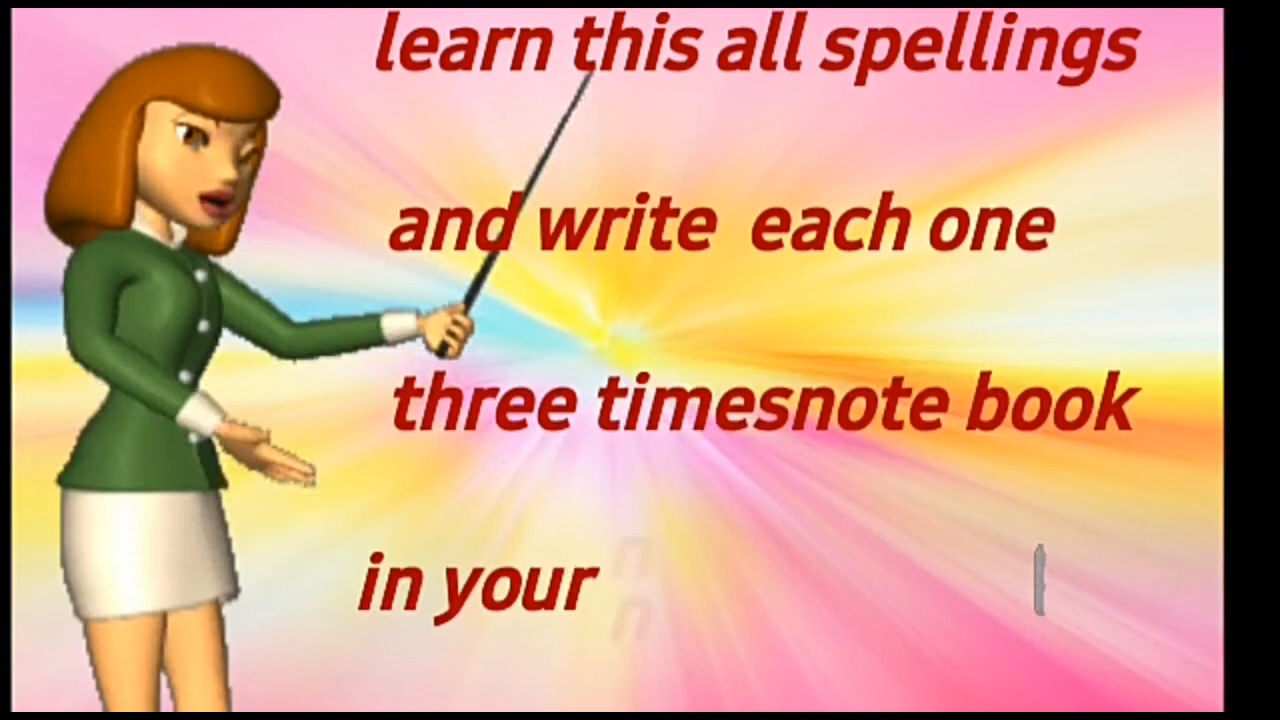 learn this all spellings
and write each one
three timesnote book
in your